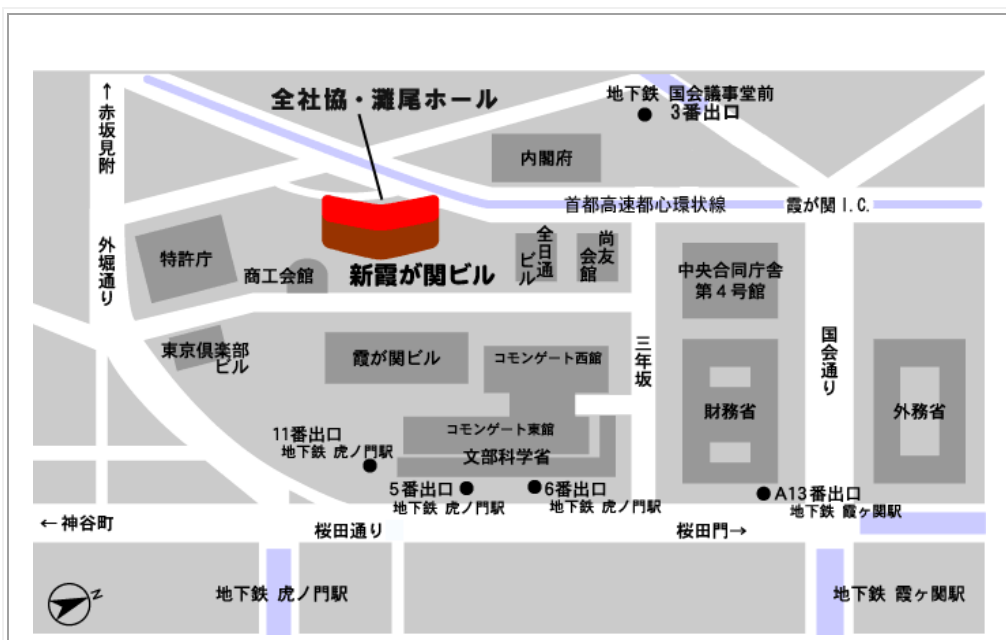 全社協・灘尾ホール
地下鉄 国会議事堂前
3番出口
←赤坂見附
内閣府
首都高速都心環状線
霞が関 I.C.
外堀通り
特許庁
商工会館
新霞が関ビル
全日通
ビル
尚友
会館
中央合同庁舎
第4号館
東京倶楽部
ビル
霞が関ビル
コモンゲート西館
三年坂
国会通り
財務省
外務省
コモンゲート東館
文部科学省
11番出口
地下鉄 虎ノ門駅
5番出口
地下鉄 虎ノ門駅
6番出口
地下鉄 虎ノ門駅
A13番出口
地下鉄 霞ヶ関駅
←神谷町
桜田通り
桜田門→
地下鉄 虎ノ門駅
地下鉄 霞ヶ関駅
N